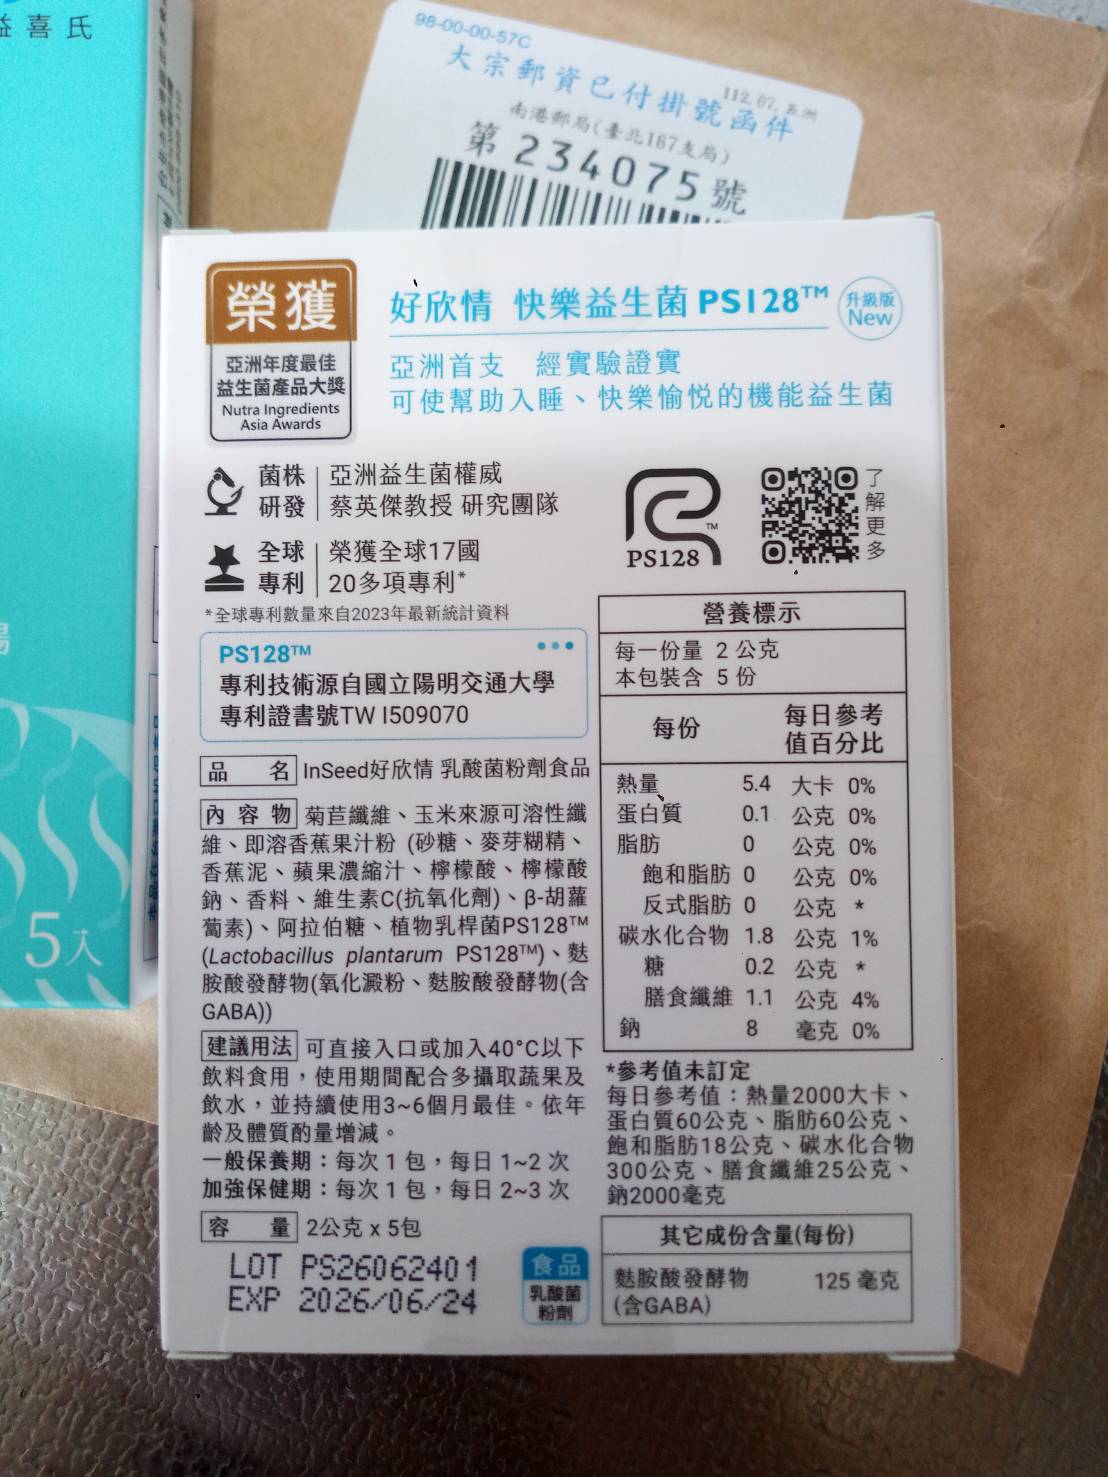 益喜氏
98-00-00-57C
大宗郵資已付掛號函件
112.07.五洲
南港郵局(臺北167支局)
第 234075 號
榮獲
亞洲年度最佳
益生菌產品大獎
Nutra Ingredients
Asia Awards
好欣情 快樂益生菌 PS128™ 升級版
New
亞洲首支 經實驗證實
可使幫助入睡、快樂愉悅的機能益生菌
菌株 亞洲益生菌權威
研發 蔡英傑教授 研究團隊
全球 榮獲全球17國
專利 20多項專利*
*全球專利數量來自2023年最新統計資料
PS128
了解更多
PS128™
專利技術源自國立陽明交通大學
專利證書號TW I509070
品名 InSeed好欣情 乳酸菌粉劑食品
內容物 菊苣纖維、玉米來源可溶性纖
維、即溶香蕉果汁粉 (砂糖、麥芽糊精、
香蕉泥、蘋果濃縮汁、檸檬酸、檸檬酸
鈉、香料、維生素C(抗氧化劑)、β-胡蘿
蔔素)、阿拉伯糖、植物乳桿菌PS128™
(Lactobacillus plantarum PS128™)、麩
胺酸發酵物(氧化澱粉、麩胺酸發酵物(含
GABA))
建議用法 可直接入口或加入40°C以下
飲料食用，使用期間配合多攝取蔬果及
飲水，並持續使用3~6個月最佳。依年
齡及體質酌量增減。
一般保養期：每次 1 包，每日 1~2 次
加強保健期：每次 1 包，每日 2~3 次
容量 2公克 x 5包
LOT PS26062401
EXP 2026/06/24
食品
乳酸菌
粉劑
營養標示
每一份量 2 公克
本包裝含 5 份
每份 每日參考
值百分比
熱量 5.4 大卡 0%
蛋白質 0.1 公克 0%
脂肪 0 公克 0%
飽和脂肪 0 公克 0%
反式脂肪 0 公克 *
碳水化合物 1.8 公克 1%
糖 0.2 公克 *
膳食纖維 1.1 公克 4%
鈉 8 毫克 0%
*參考值未訂定
每日參考值：熱量2000大卡、
蛋白質60公克、脂肪60公克、
飽和脂肪18公克、碳水化合物
300公克、膳食纖維25公克、
鈉2000毫克
其它成份含量(每份)
麩胺酸發酵物 125 毫克
(含GABA)
5入